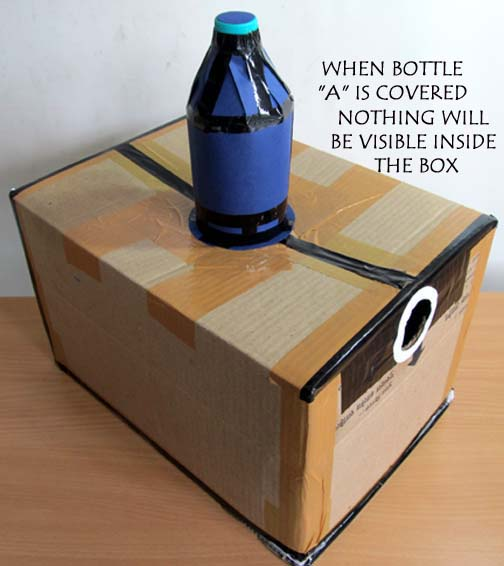 WHEN BOTTLE
"A" IS COVERED
NOTHING WILL
BE VISIBLE INSIDE
THE BOX